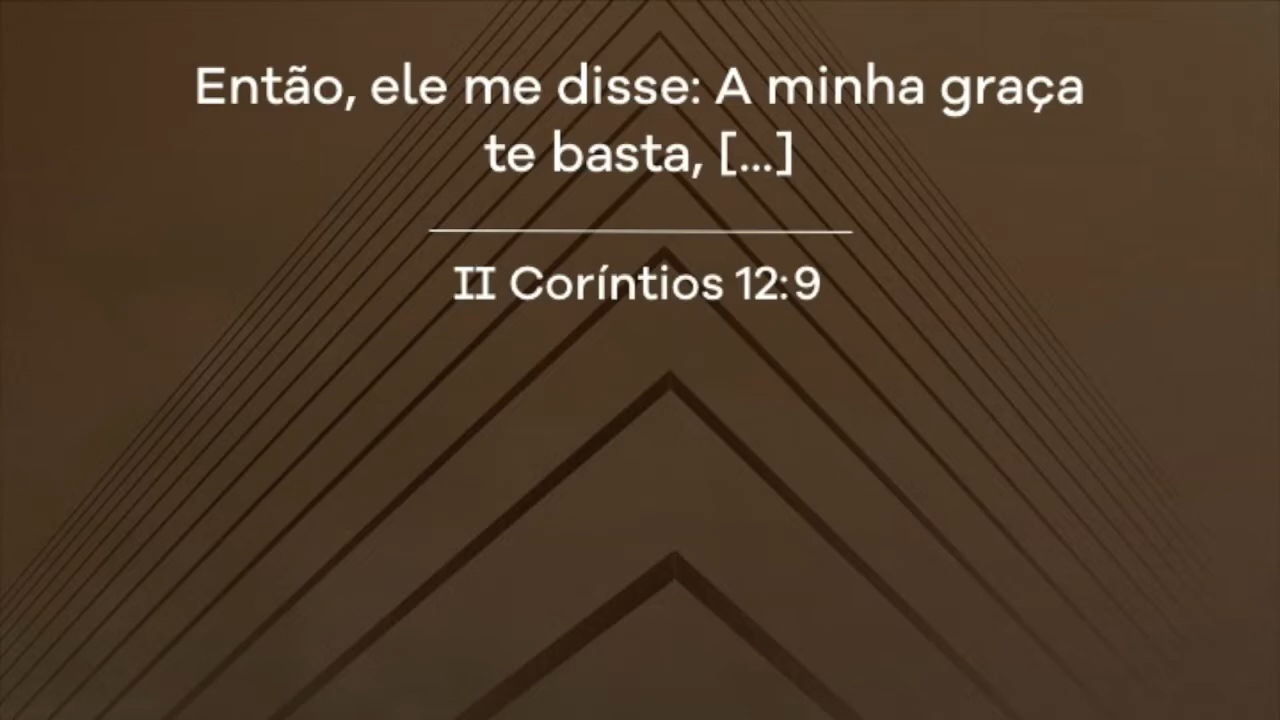 Então, ele me disse: A minha graça
te basta, [...]
II Coríntios 12:9